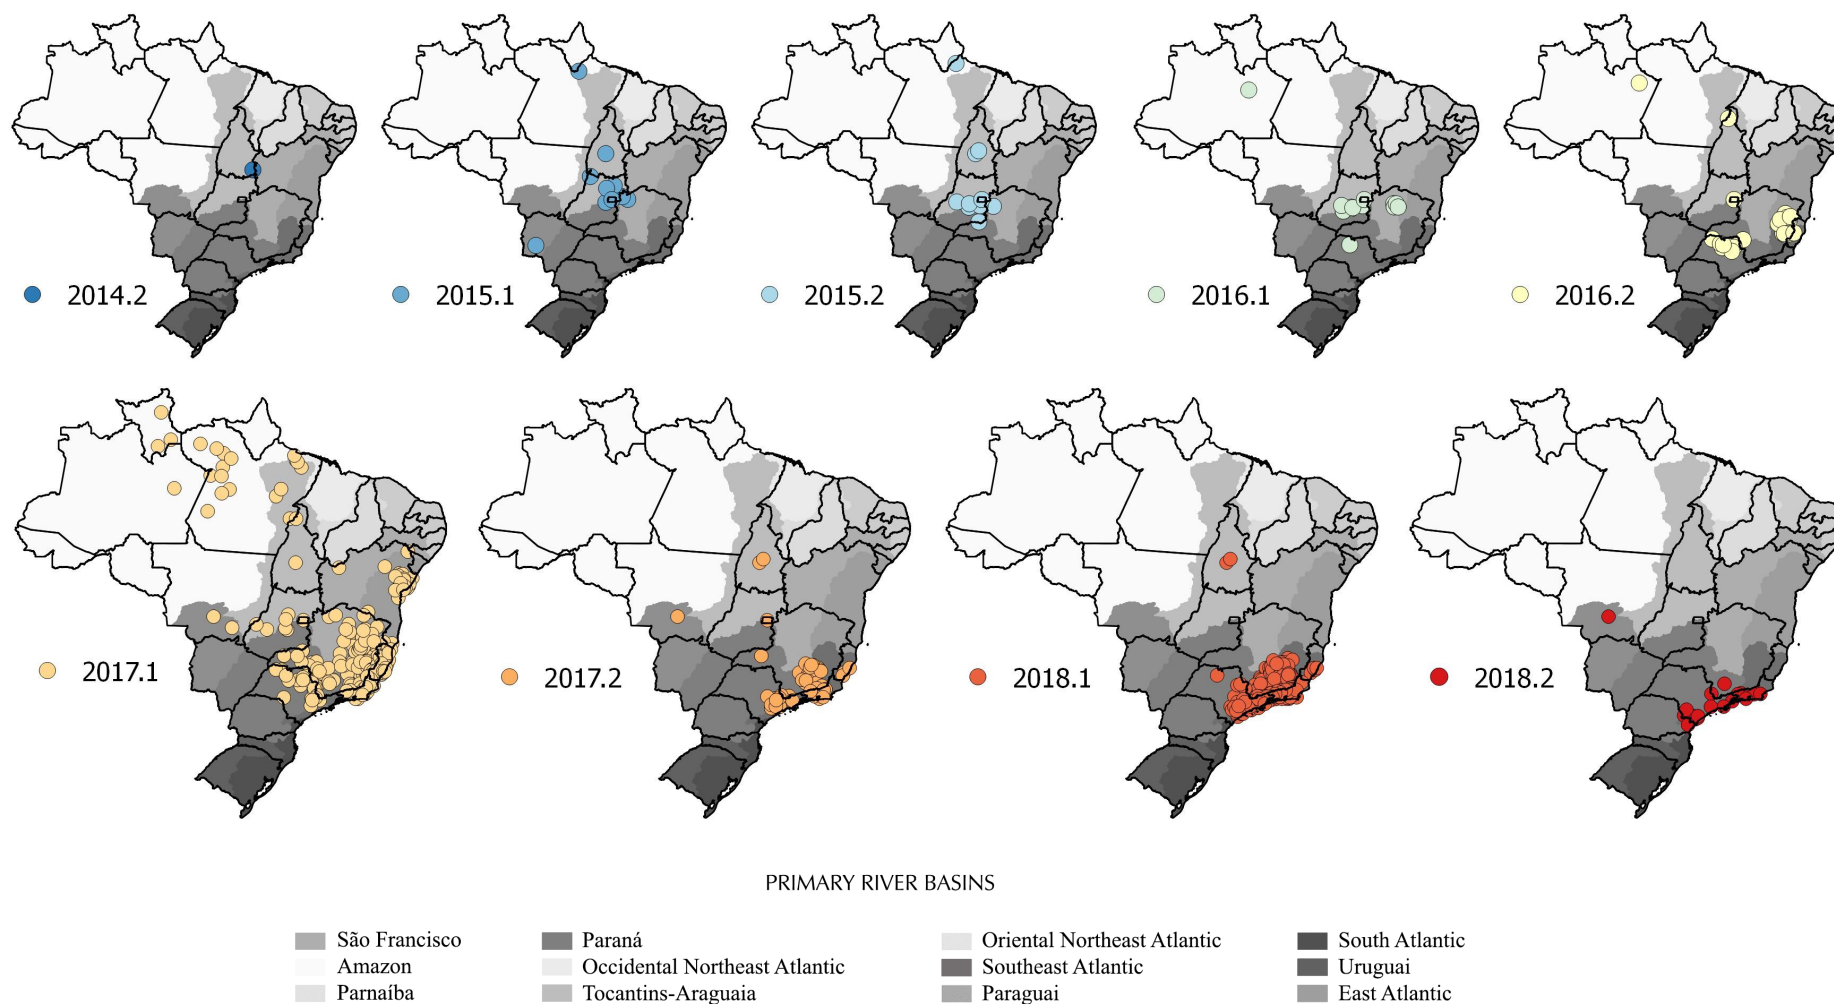 2014.2
2015.1
2015.2
2016.1
2016.2
2017.1
2017.2
2018.1
2018.2
PRIMARY RIVER BASINS
São Francisco
Amazon
Parnaíba
Paraná
Occidental Northeast Atlantic
Tocantins-Araguaia
Oriental Northeast Atlantic
Southeast Atlantic
Paraguai
South Atlantic
Uruguai
East Atlantic